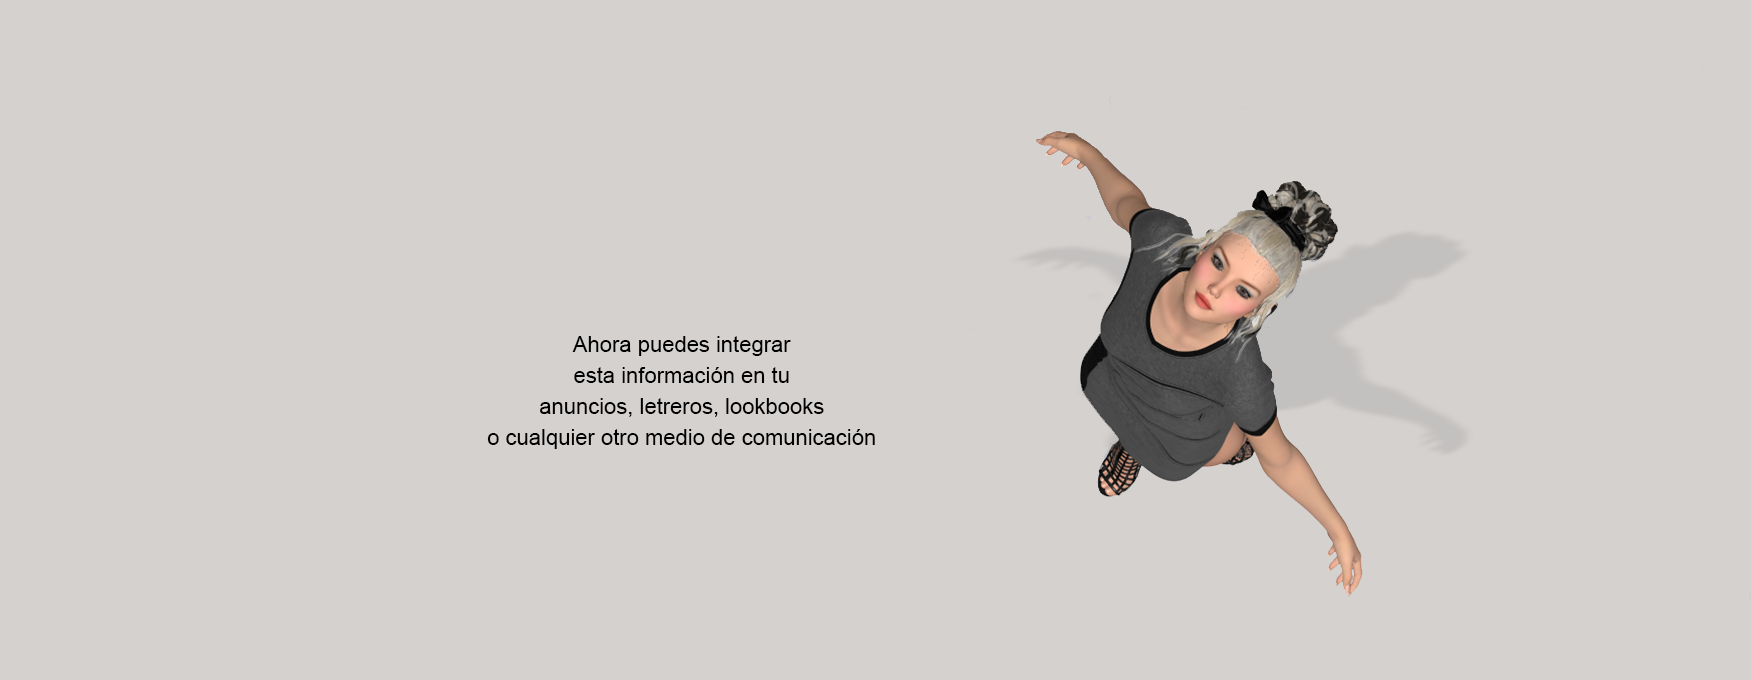 Ahora puedes integrar
esta información en tu
anuncios, letreros, lookbooks
o cualquier otro medio de comunicación